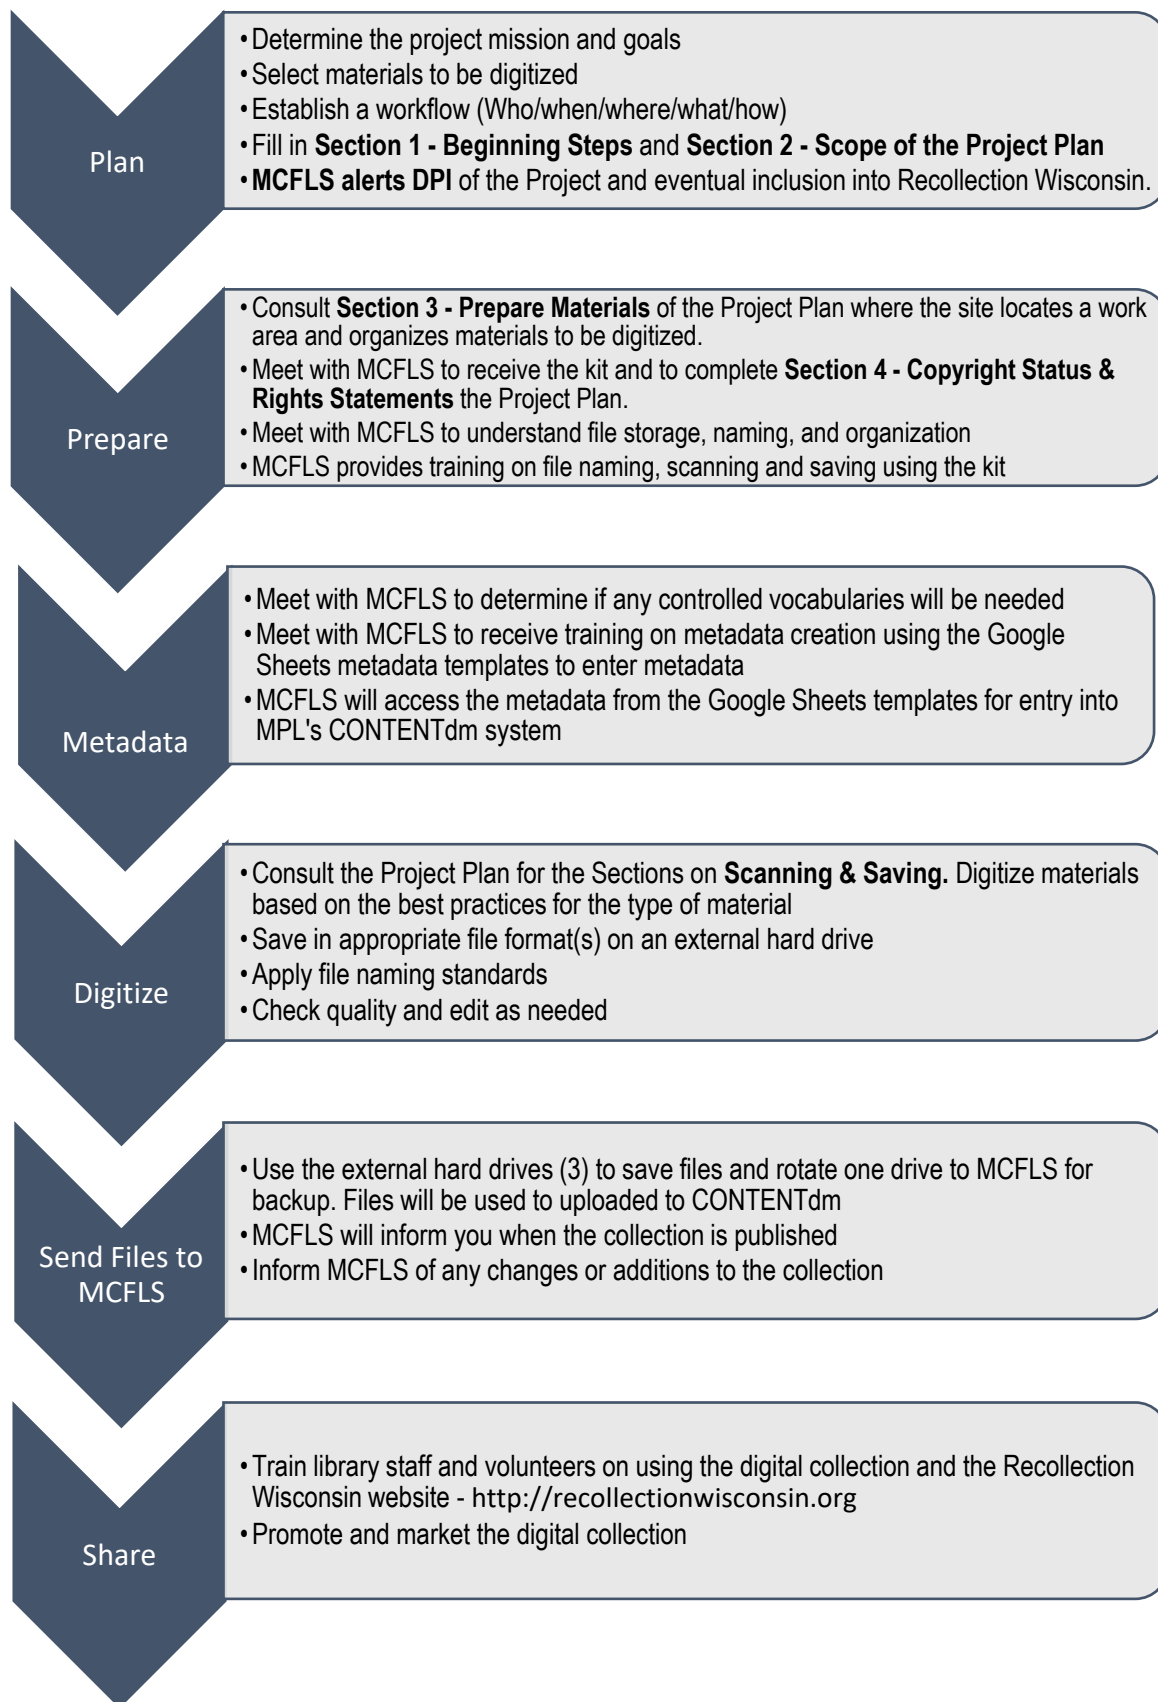 Plan
• Determine the project mission and goals
• Select materials to be digitized
• Establish a workflow (Who/when/where/what/how)
• Fill in Section 1 - Beginning Steps and Section 2 - Scope of the Project Plan
• MCFLS alerts DPI of the Project and eventual inclusion into Recollection Wisconsin.
Prepare
• Consult Section 3 - Prepare Materials of the Project Plan where the site locates a work
area and organizes materials to be digitized.
• Meet with MCFLS to receive the kit and to complete Section 4 - Copyright Status &
Rights Statements the Project Plan.
• Meet with MCFLS to understand file storage, naming, and organization
• MCFLS provides training on file naming, scanning and saving using the kit
Metadata
• Meet with MCFLS to determine if any controlled vocabularies will be needed
• Meet with MCFLS to receive training on metadata creation using the Google
Sheets metadata templates to enter metadata
• MCFLS will access the metadata from the Google Sheets templates for entry into
MPL's CONTENTdm system
Digitize
• Consult the Project Plan for the Sections on Scanning & Saving. Digitize materials
based on the best practices for the type of material
• Save in appropriate file format(s) on an external hard drive
• Apply file naming standards
• Check quality and edit as needed
Send Files to
MCFLS
• Use the external hard drives (3) to save files and rotate one drive to MCFLS for
backup. Files will be used to uploaded to CONTENTdm
• MCFLS will inform you when the collection is published
• Inform MCFLS of any changes or additions to the collection
Share
• Train library staff and volunteers on using the digital collection and the Recollection
Wisconsin website - http://recollectionwisconsin.org
• Promote and market the digital collection